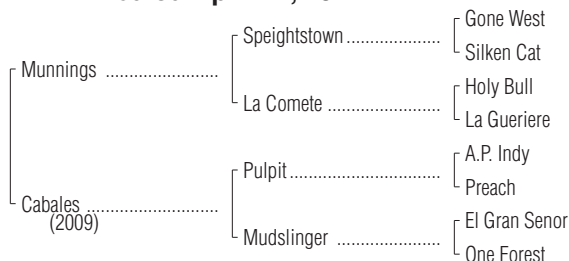 Gone West
Speightstown
Silken Cat
Munnings
Holy Bull
La Comete
La Gueriere
A.P. Indy
Pulpit
Preach
Cabales
(2009)
El Gran Senor
Mudslinger
One Forest